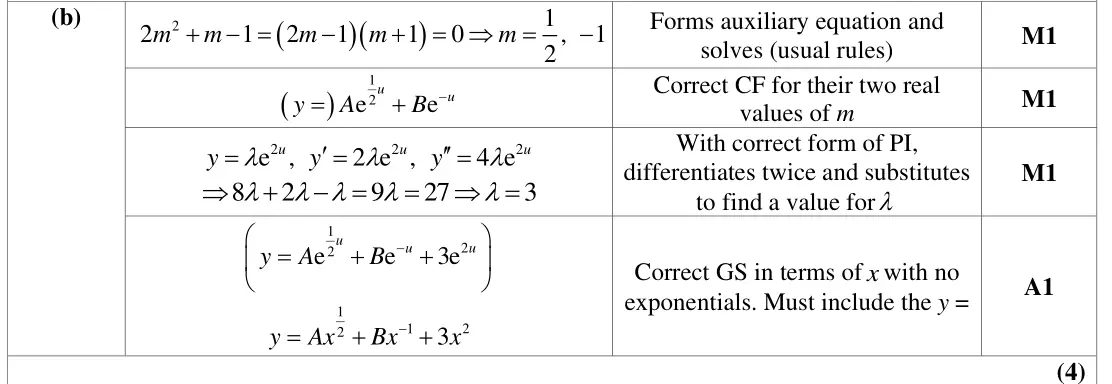 (b)
2m² + m − 1 = (2m − 1)(m + 1) = 0 ⇒ m = 1/2, −1
Forms auxiliary equation and
solves (usual rules)
M1
(y =) Ae^{1/2 u} + Be^{−u}
Correct CF for their two real
values of m
M1
y = λe^{2u}, y′ = 2λe^{2u}, y″ = 4λe^{2u}
⇒ 8λ + 2λ − λ = 9λ = 27 ⇒ λ = 3
With correct form of PI,
differentiates twice and substitutes
to find a value for λ
M1
(y = Ae^{1/2 u} + Be^{−u} + 3e^{2u})
y = Ax^{1/2} + Bx^{−1} + 3x²
Correct GS in terms of x with no
exponentials. Must include the y =
A1
(4)